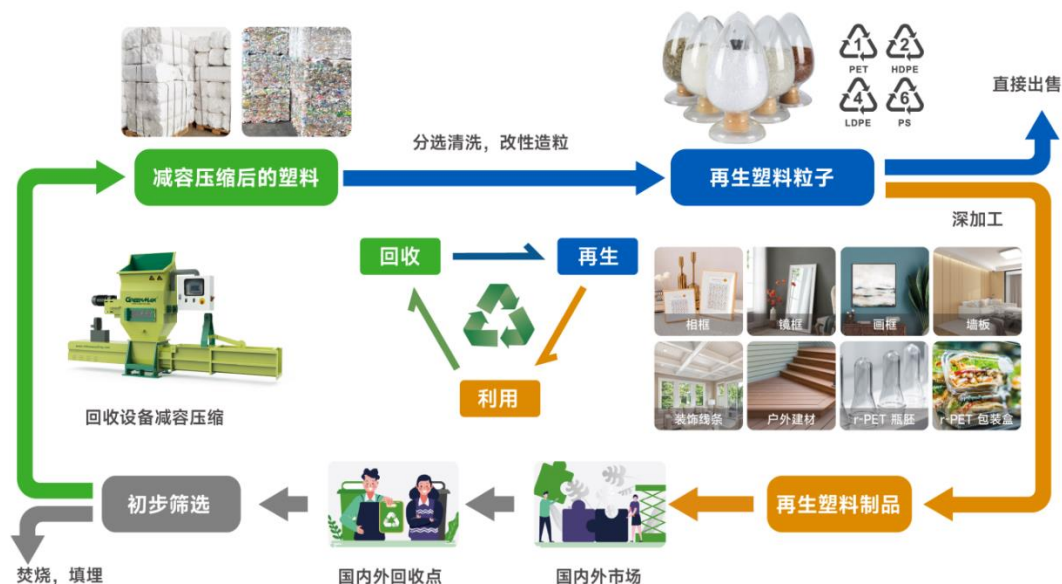 1
PET
2
HDPE
4
LDPE
6
PS
直接出售
减容压缩后的塑料
分选清洗，改性造粒
再生塑料粒子
深加工
回收
再生
利用
GREENMAX
回收设备减容压缩
相框
镜框
画框
墙板
装饰线条
户外建材
r-PET 瓶胚
r-PET 包装盒
初步筛选
再生塑料制品
焚烧，填埋
国内外回收点
国内外市场